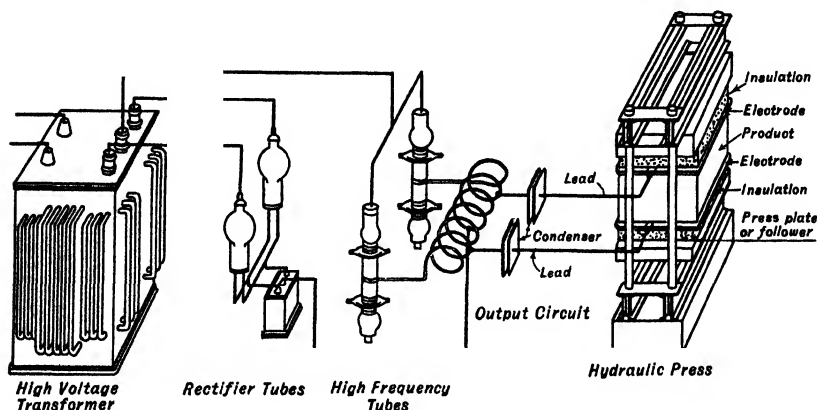 Insulation
Electrode
Product
Electrode
Insulation
Press plate
or follower
Lead
Condenser
Lead
Output Circuit
Hydraulic Press
High Voltage
Transformer
Rectifier Tubes
High Frequency
Tubes